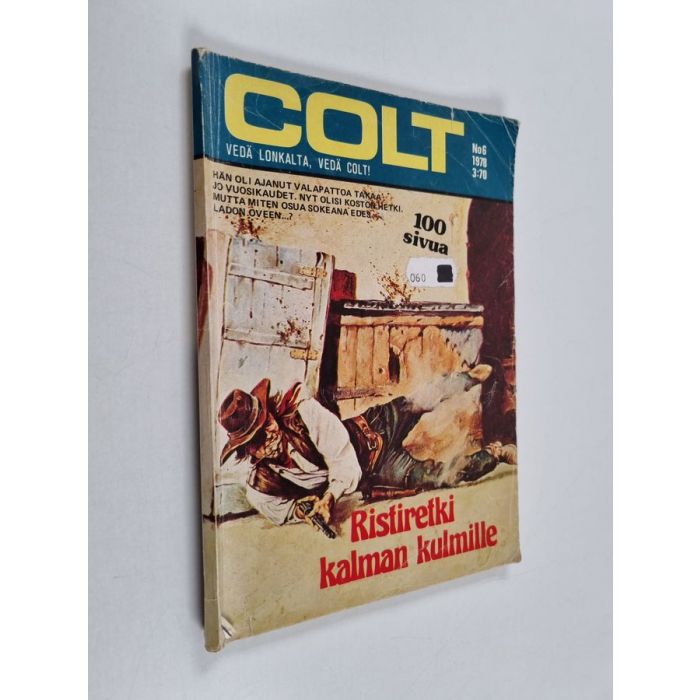 COLT
VEDÄ LONKALTA, VEDÄ COLT!
No 6
1978
3:70
HÄN OLI AJANUT VALAPATTOA TAKAA
JO VUOSIKAUDET. NYT OLISI KOSTON HETKI.
MUTTA MITEN OSUA SOKEANA EDES
LADON OVEEN...?
100
sivua
060
Ristiretki
kalman kulmille